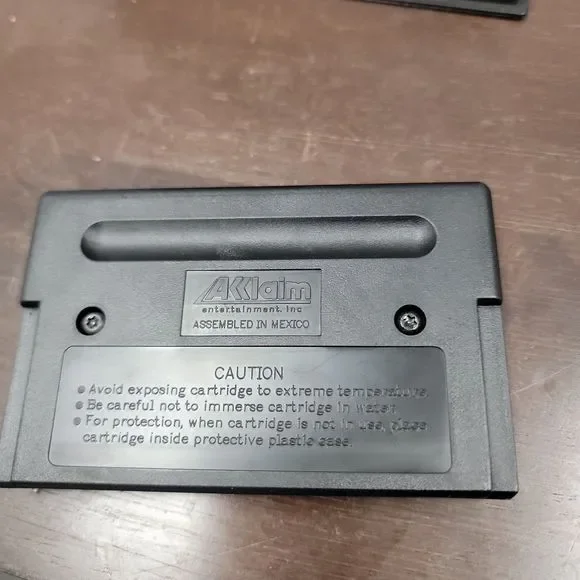 AKlaim
entertainment, inc
ASSEMBLED IN MEXICO
CAUTION
● Avoid exposing cartridge to extreme temperature.
● Be careful not to immerse cartridge in water.
● For protection, when cartridge is not in use, place
cartridge inside protective plastic case.